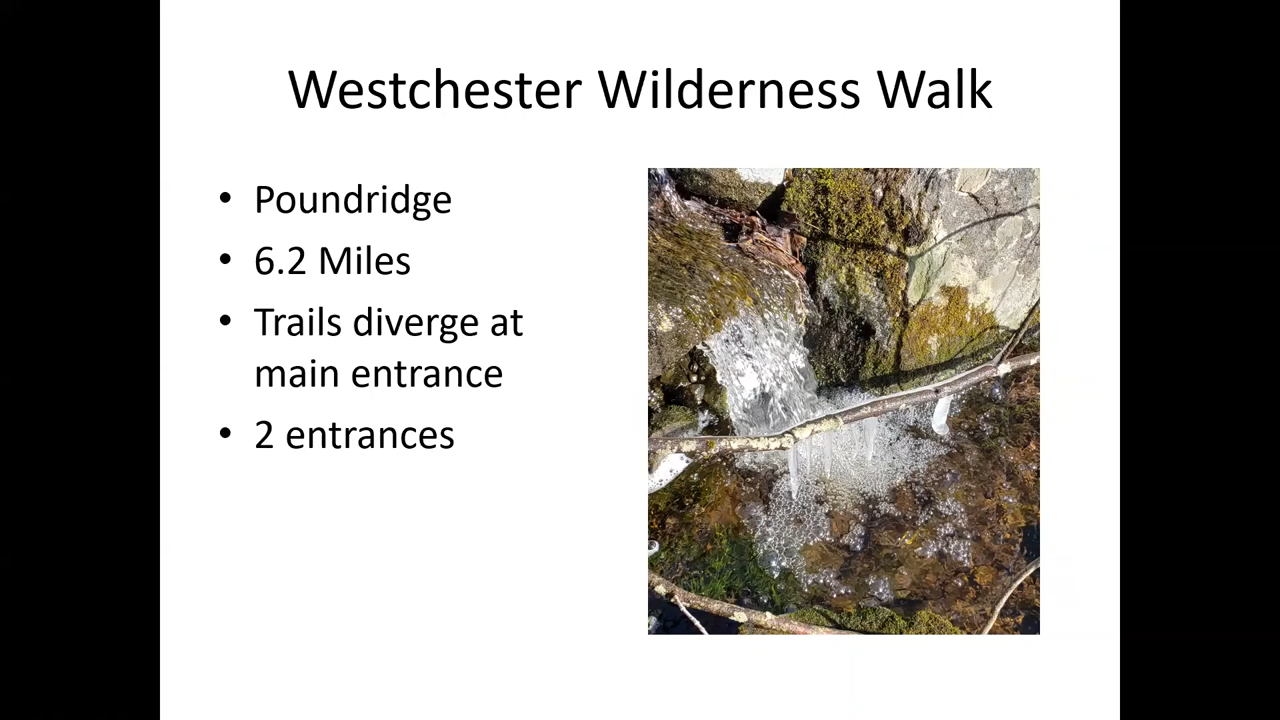 Westchester Wilderness Walk
• Poundridge
• 6.2 Miles
• Trails diverge at
main entrance
• 2 entrances